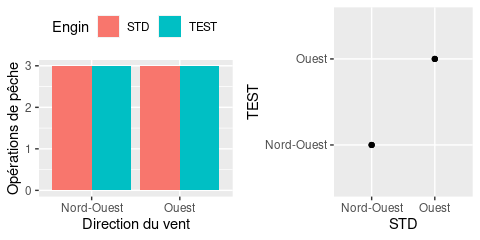 Engin STD TEST
Opérations de pêche
3
2
1
0
Nord-Ouest Ouest
Direction du vent
TEST
Ouest
Nord-Ouest
Nord-Ouest Ouest
STD